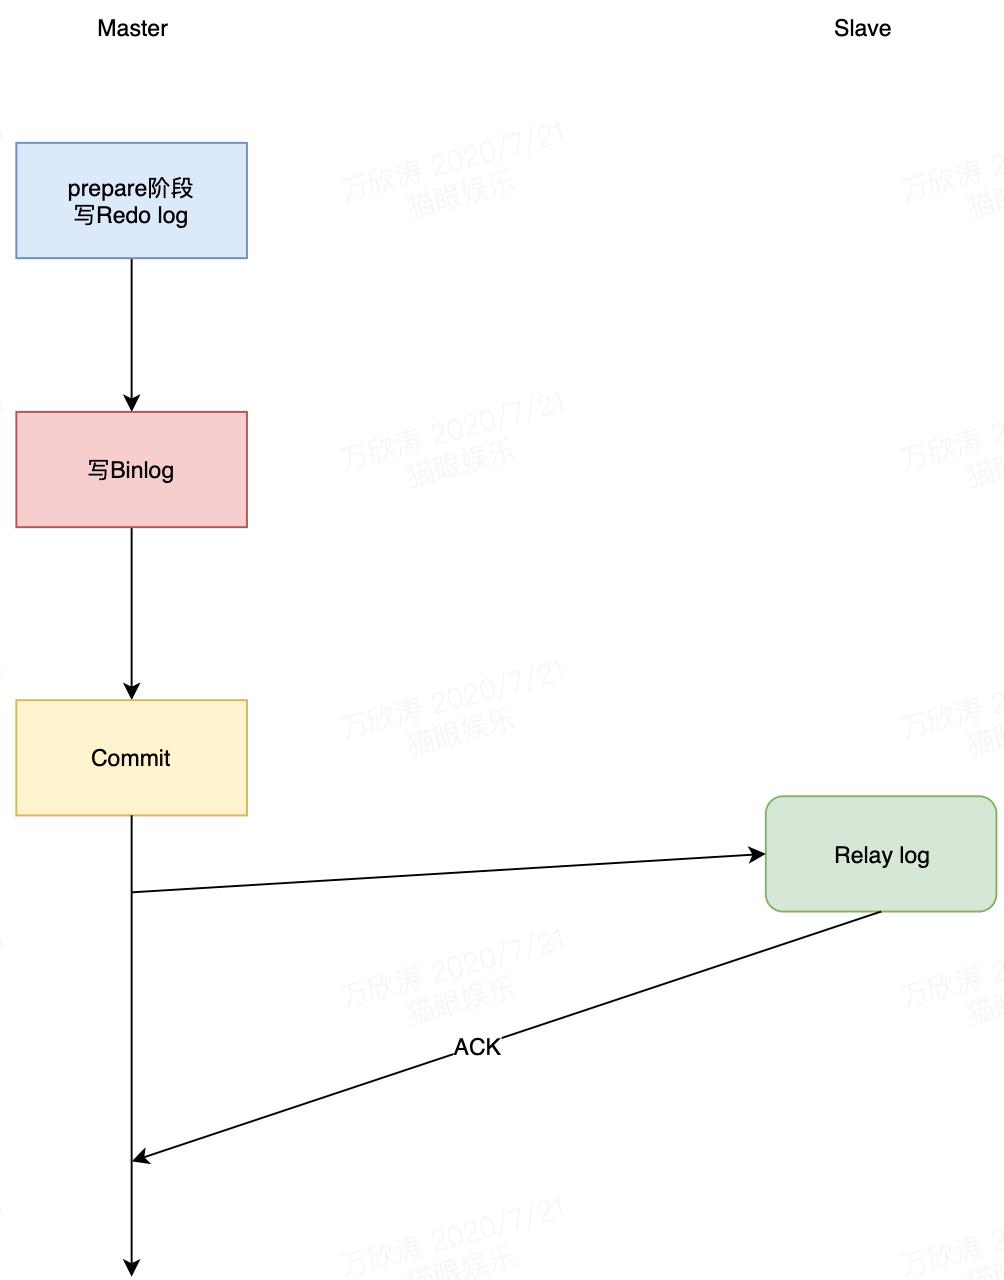 Master
Slave
prepare阶段
写Redo log
写Binlog
Commit
Relay log
ACK
万欣涛 2020/7/21
猫眼娱乐
万欣涛 2020/7/21
猫眼娱乐
万欣涛 2020/7/21
猫眼娱乐
万欣涛 2020/7/21
猫眼娱乐
万欣涛 2020/7/21
猫眼娱乐